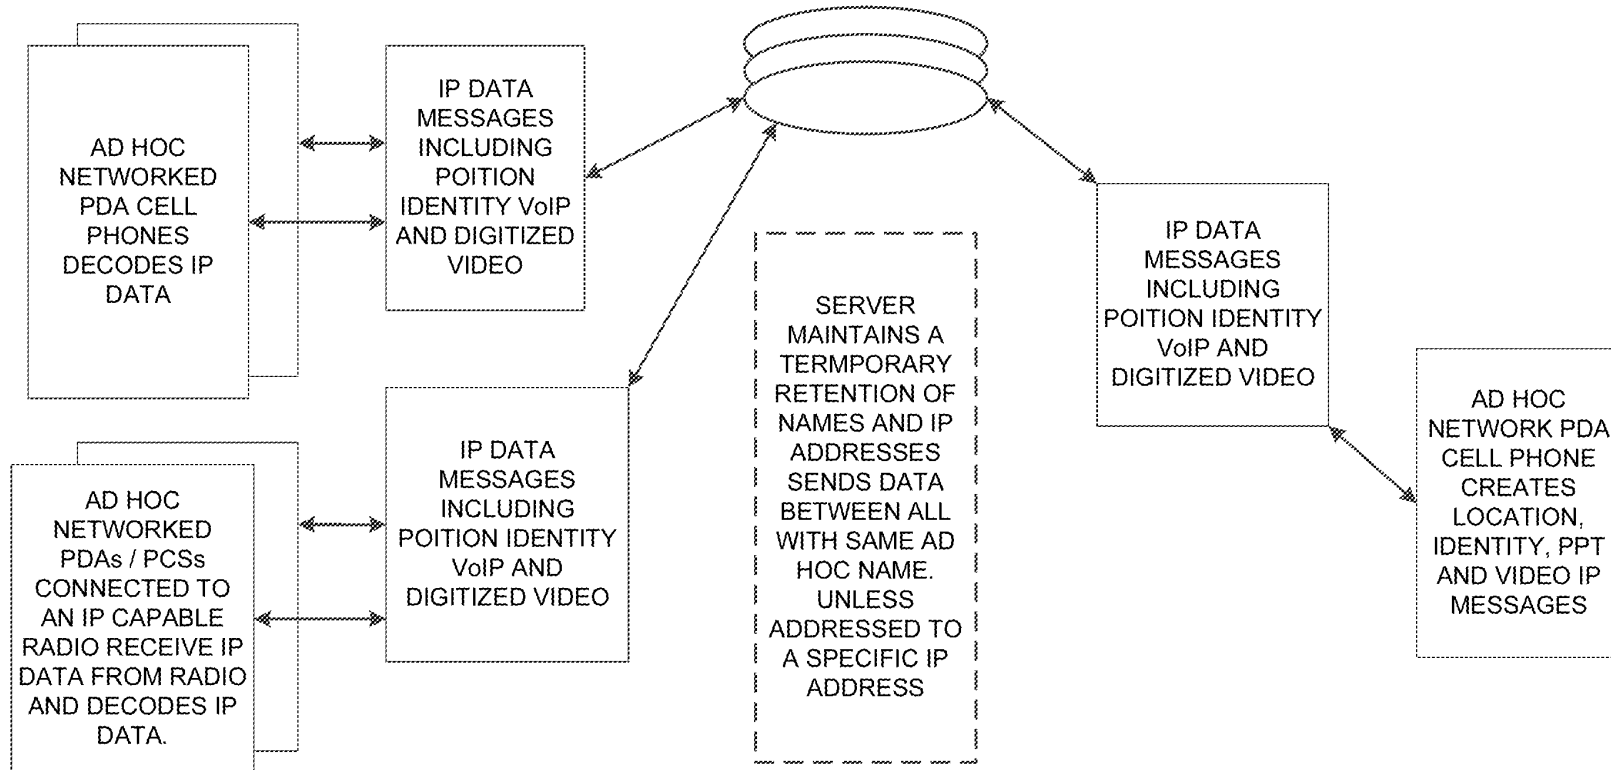 AD HOC
NETWORKED
PDA CELL
PHONES
DECODES IP
DATA
IP DATA
MESSAGES
INCLUDING
POITION
IDENTITY VoIP
AND DIGITIZED
VIDEO
AD HOC
NETWORKED
PDAs / PCSs
CONNECTED TO
AN IP CAPABLE
RADIO RECEIVE IP
DATA FROM RADIO
AND DECODES IP
DATA.
IP DATA
MESSAGES
INCLUDING
POITION IDENTITY
VoIP AND
DIGITIZED VIDEO
SERVER
MAINTAINS A
TERMPORARY
RETENTION OF
NAMES AND IP
ADDRESSES
SENDS DATA
BETWEEN ALL
WITH SAME AD
HOC NAME.
UNLESS
ADDRESSED TO
A SPECIFIC IP
ADDRESS
IP DATA
MESSAGES
INCLUDING
POITION IDENTITY
VoIP AND
DIGITIZED VIDEO
AD HOC
NETWORK PDA
CELL PHONE
CREATES
LOCATION,
IDENTITY, PPT
AND VIDEO IP
MESSAGES